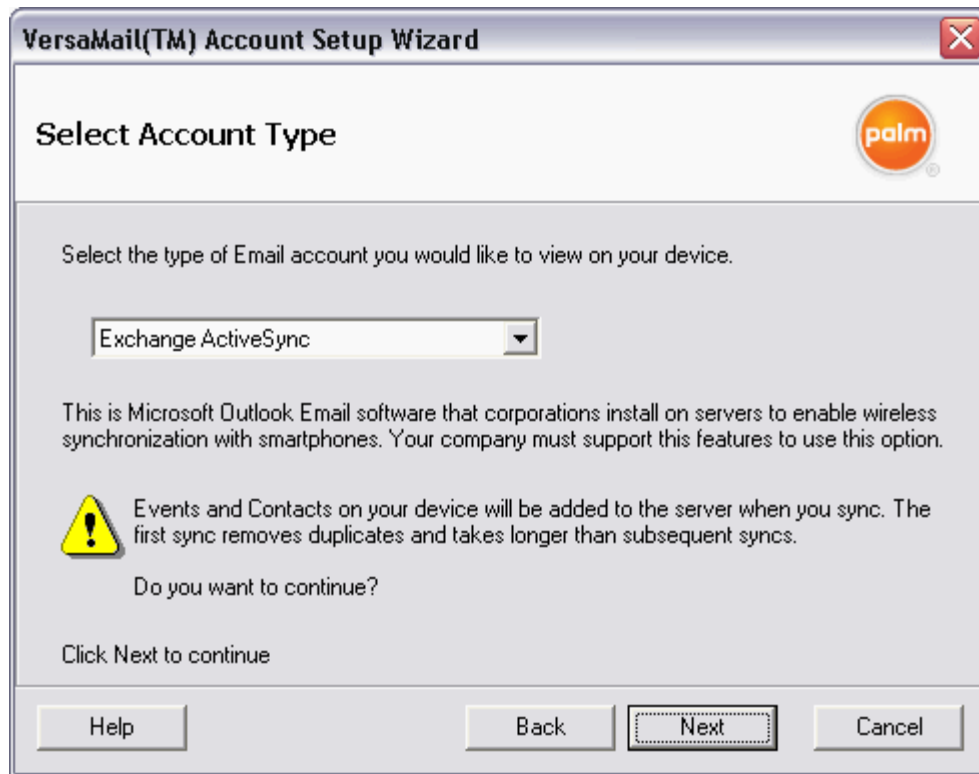 VersaMail(TM) Account Setup Wizard
Select Account Type
palm
®
Select the type of Email account you would like to view on your device.
Exchange ActiveSync
This is Microsoft Outlook Email software that corporations install on servers to enable wireless
synchronization with smartphones. Your company must support this features to use this option.
Events and Contacts on your device will be added to the server when you sync. The
first sync removes duplicates and takes longer than subsequent syncs.
Do you want to continue?
Click Next to continue
Help
Back
Next
Cancel